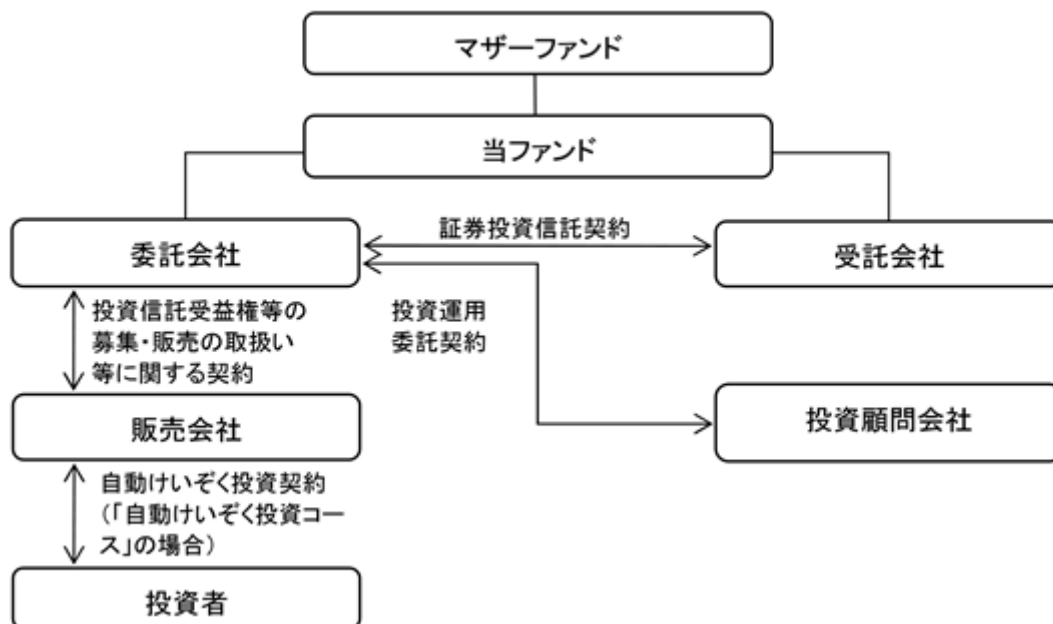 マザーファンド
当ファンド
委託会社
証券投資信託契約
受託会社
投資信託受益権等の
募集・販売の取扱い
等に関する契約
投資運用
委託契約
販売会社
投資顧問会社
自動けいぞく投資契約
(「自動けいぞく投資コー
ス」の場合)
投資者